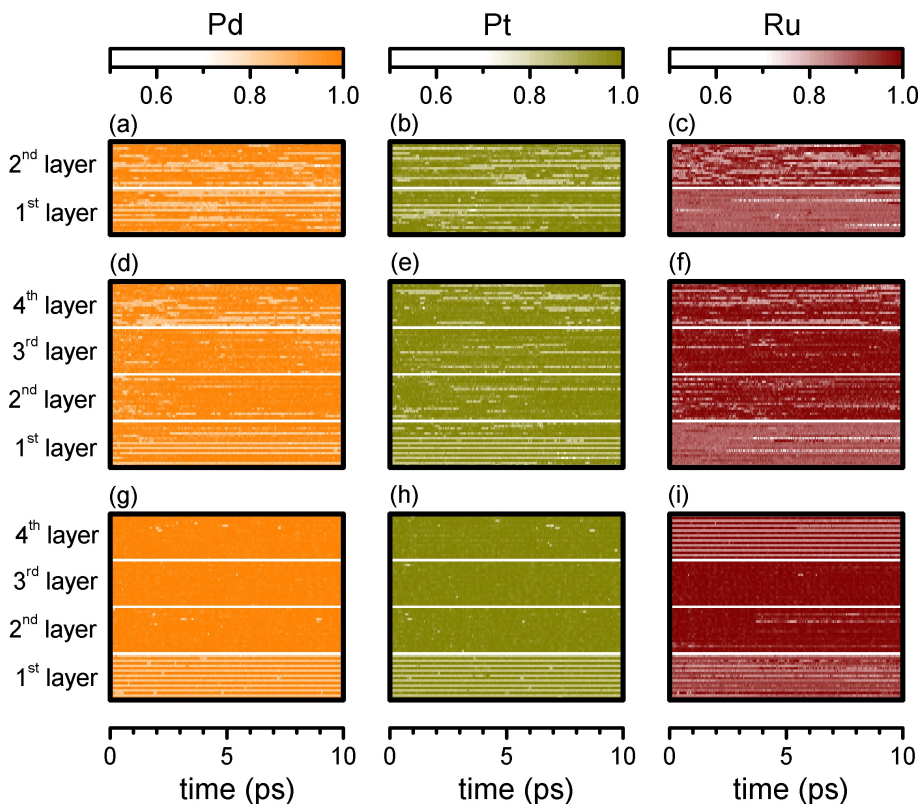 Pd Pt Ru
0.6 0.8 1.0 0.6 0.8 1.0 0.6 0.8 1.0
(a) (b) (c)
2nd layer
1st layer
(d) (e) (f)
4th layer
3rd layer
2nd layer
1st layer
(g) (h) (i)
4th layer
3rd layer
2nd layer
1st layer
0 5 10 0 5 10 0 5 10
time (ps) time (ps) time (ps)